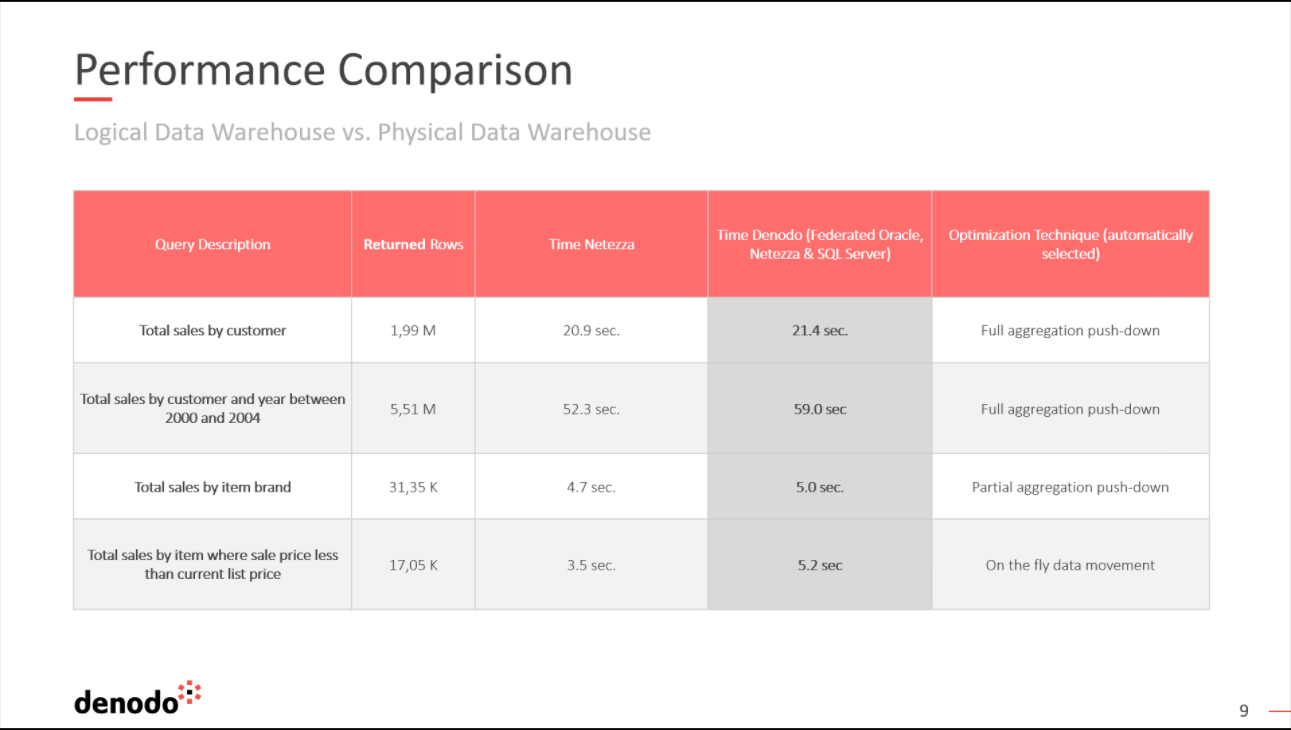 Performance Comparison
Logical Data Warehouse vs. Physical Data Warehouse
Query Description
Returned Rows
Time Netezza
Time Denodo (Federated Oracle,
Netezza & SQL Server)
Optimization Technique (automatically
selected)
Total sales by customer
1,99 M
20.9 sec.
21.4 sec.
Full aggregation push-down
Total sales by customer and year between
2000 and 2004
5,51 M
52.3 sec.
59.0 sec
Full aggregation push-down
Total sales by item brand
31,35 K
4.7 sec.
5.0 sec.
Partial aggregation push-down
Total sales by item where sale price less
than current list price
17,05 K
3.5 sec.
5.2 sec
On the fly data movement
denodo
9